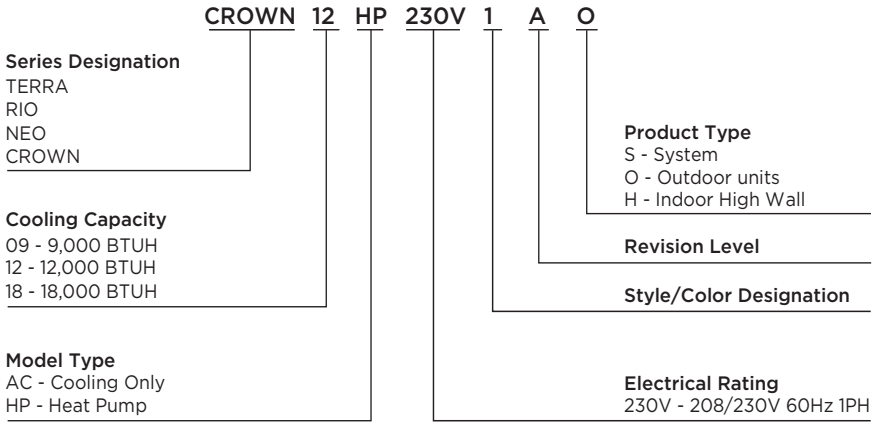 CROWN 12 HP 230V 1 A O
Series Designation
TERRA
RIO
NEO
CROWN
Cooling Capacity
09 - 9,000 BTUH
12 - 12,000 BTUH
18 - 18,000 BTUH
Model Type
AC - Cooling Only
HP - Heat Pump
Product Type
S - System
O - Outdoor units
H - Indoor High Wall
Revision Level
Style/Color Designation
Electrical Rating
230V - 208/230V 60Hz 1PH